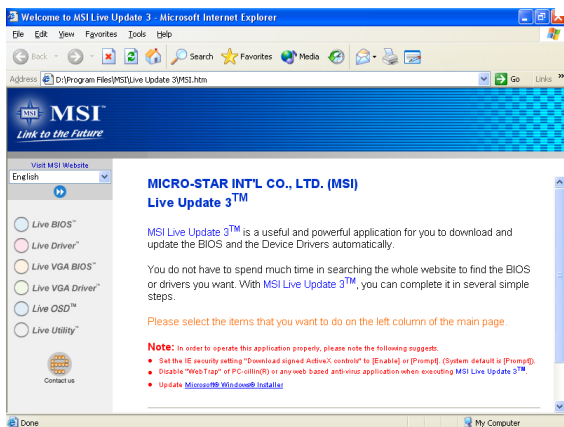 Welcome to MSI Live Update 3 - Microsoft Internet Explorer
File Edit View Favorites Tools Help
Back Search Favorites Media
Address D:\Program Files\MSI\Live Update 3\MSI.htm Go Links »
MSI MSI™
Link to the Future
Visit MSI Website
English
Live BIOS™
Live Driver™
Live VGA BIOS™
Live VGA Driver™
Live OSD™
Live Utility™
Contact us
MICRO-STAR INT'L CO., LTD. (MSI)
Live Update 3TM
MSI Live Update 3TM is a useful and powerful application for you to download and
update the BIOS and the Device Drivers automatically.
You do not have to spend much time in searching the whole website to find the BIOS
or drivers you want. With MSI Live Update 3TM, you can complete it in several simple
steps.
Please select the items that you want to do on the left column of the main page.
Note: In order to operate this application properly, please note the following suggests.
• Set the IE security setting "Download signed ActiveX controls" to [Enable] or [Prompt]. (System default is [Prompt]).
• Disable "WebTrap" of PC-cillin(R) or any web based anti-virus application when executing MSI Live Update 3TM.
• Update Microsoft® Windows® Installer
Done My Computer